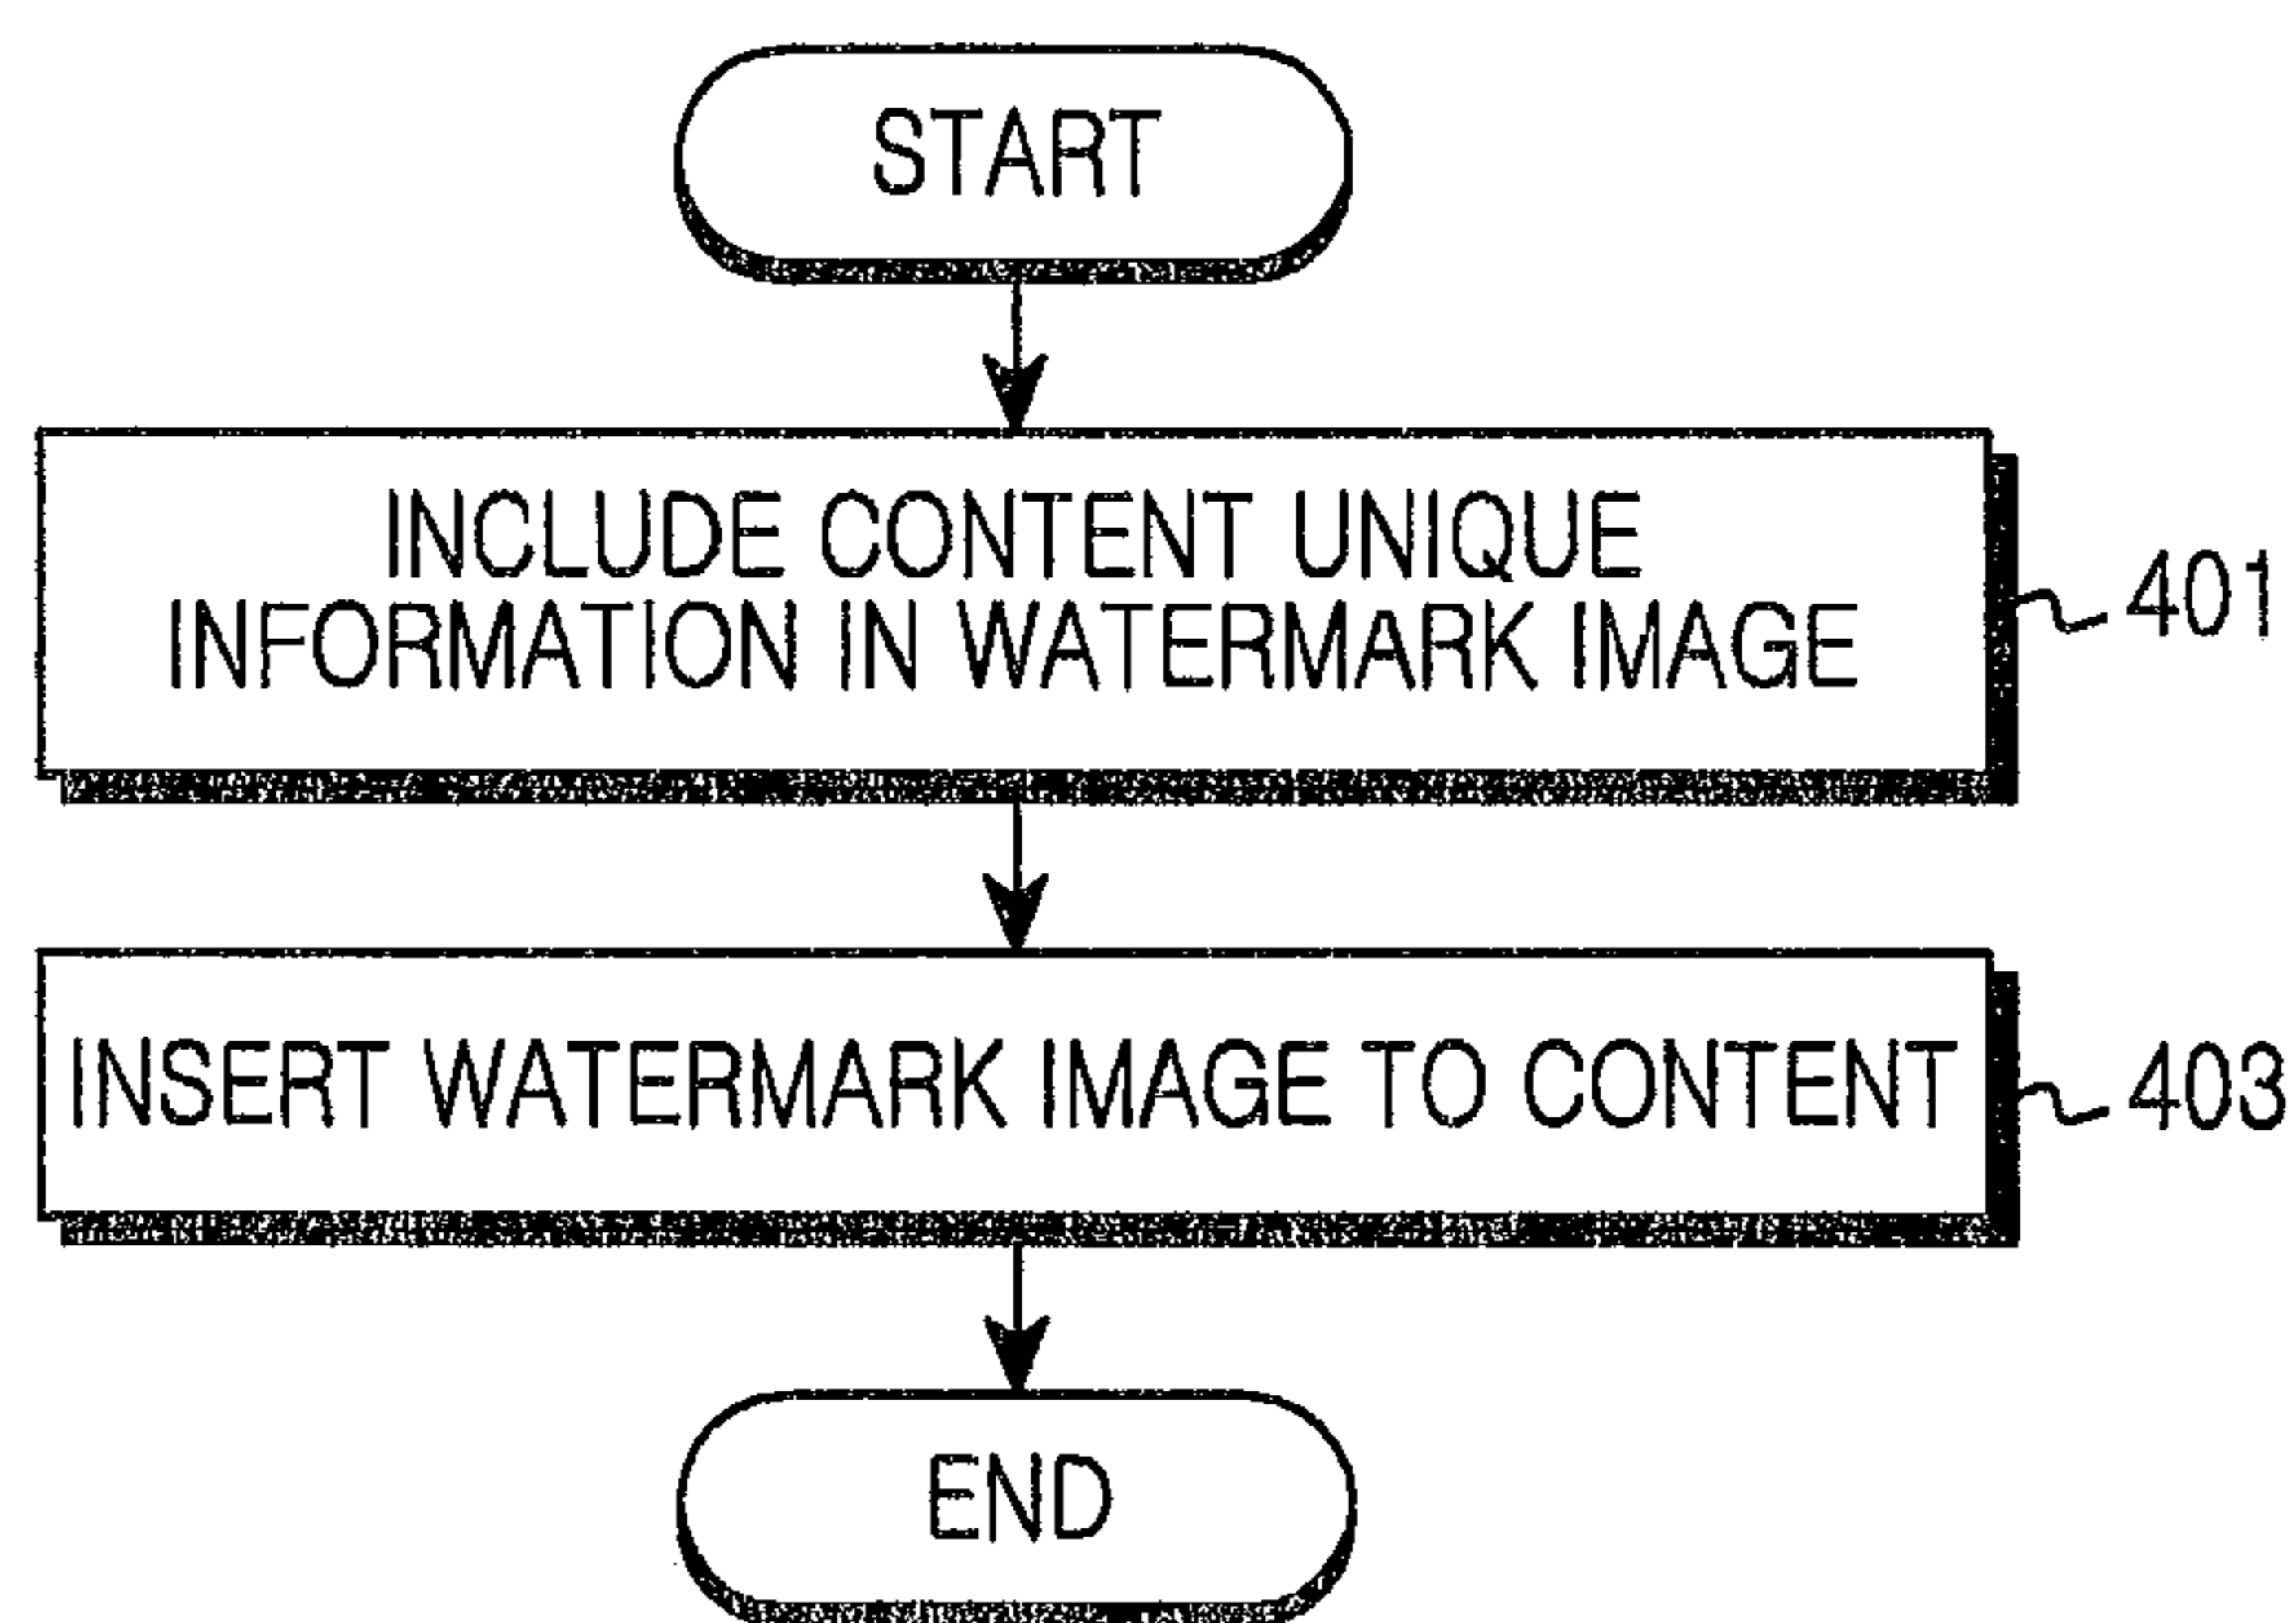 START
INCLUDE CONTENT UNIQUE
INFORMATION IN WATERMARK IMAGE
401
INSERT WATERMARK IMAGE TO CONTENT
403
END